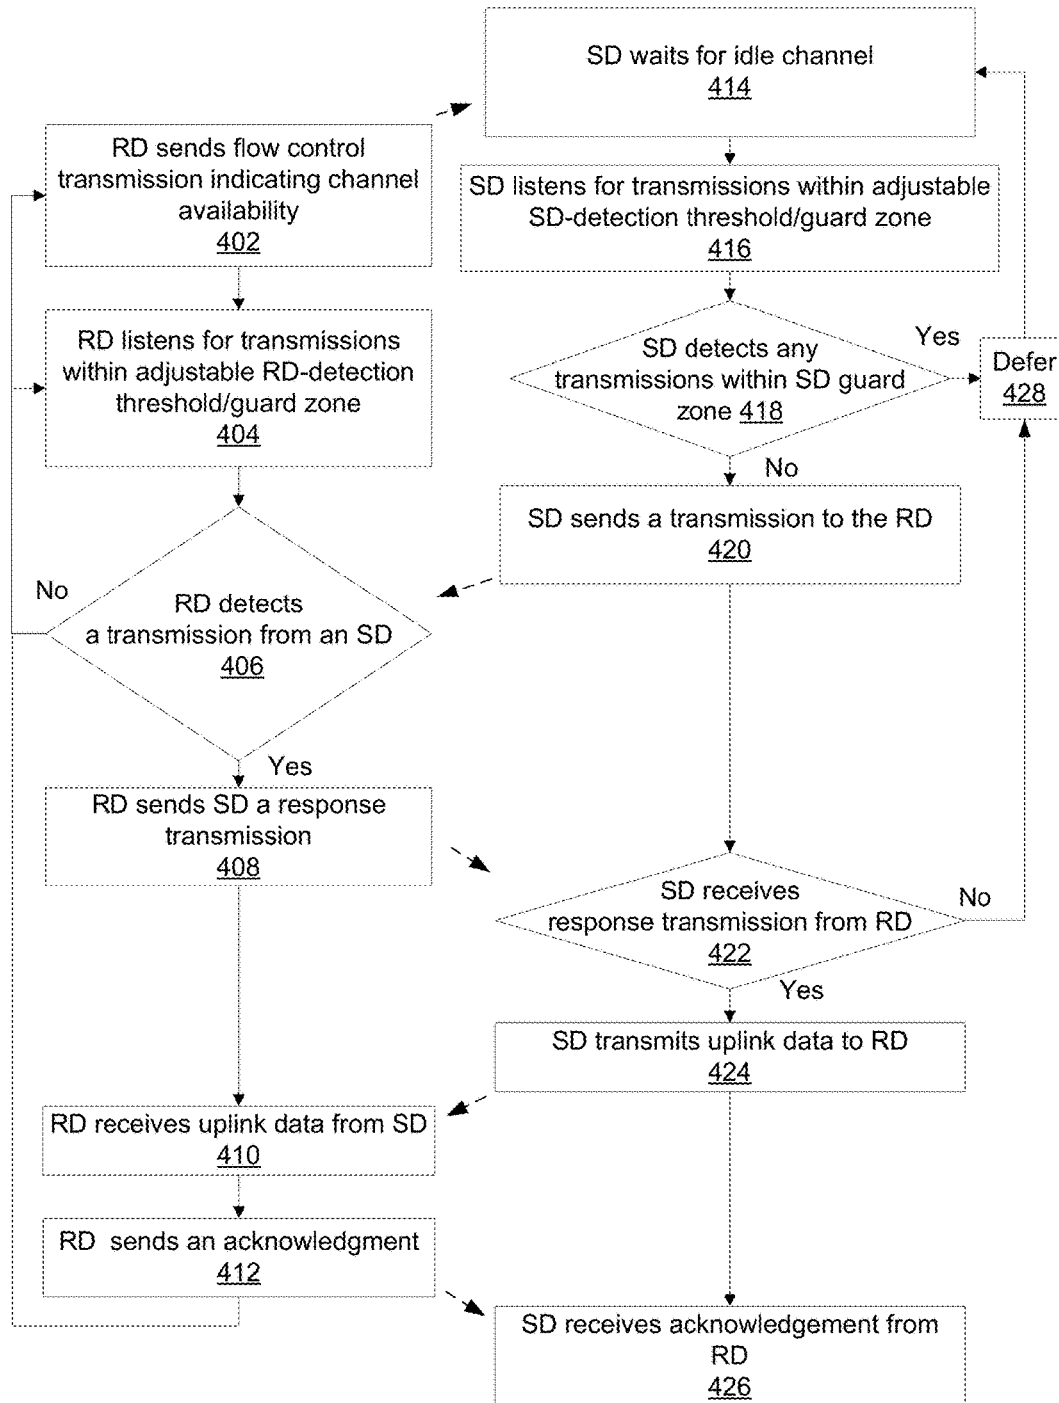 SD waits for idle channel
414
RD sends flow control
transmission indicating channel
availability
402
SD listens for transmissions within adjustable
SD-detection threshold/guard zone
416
RD listens for transmissions
within adjustable RD-detection
threshold/guard zone
404
SD detects any
transmissions within SD guard
zone 418
Yes
Defer
428
No
SD sends a transmission to the RD
420
No
RD detects
a transmission from an SD
406
Yes
RD sends SD a response
transmission
408
SD receives
response transmission from RD
422
No
Yes
SD transmits uplink data to RD
424
RD receives uplink data from SD
410
RD sends an acknowledgment
412
SD receives acknowledgement from
RD
426